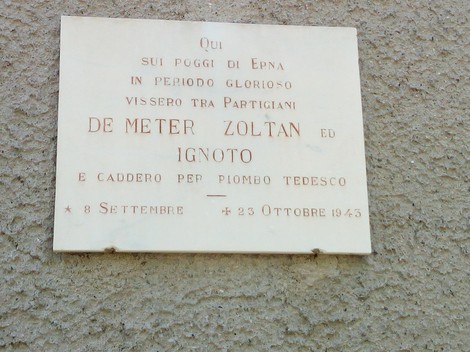 Qui
sui poggi di Epna
in periodo glorioso
vissero tra Partigiani
DE METER ZOLTAN ed
IGNOTO
e caddero per piombo tedesco
—
* 8 Settembre + 23 Ottobre 1943